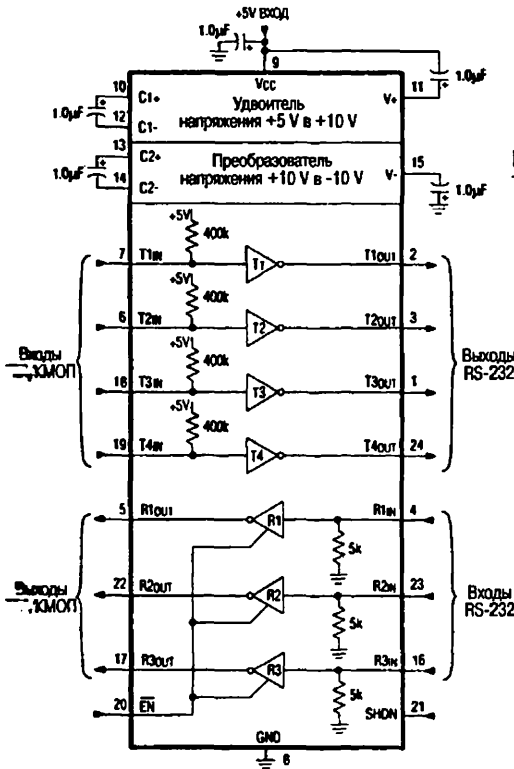 +5V ВХОД
1.0µF
9
1.0µF
Vcc
10
C1+
Удвоитель
напряжения +5 V в +10 V
V+
11
1.0µF
12
C1-
13
C2+
Преобразователь
напряжения +10 V в -10 V
V-
15
1.0µF
14
C2-
1.0µF
+5V
400k
7
T1IN
T1
T1OUT
2
+5V
400k
6
T2IN
T2
T2OUT
3
+5V
400k
18
T3IN
T3
T3OUT
1
+5V
400k
19
T4IN
T4
T4OUT
24
Входы
КМОП
Выходы
RS-232
5
R1OUT
R1
R1IN
4
5k
22
R2OUT
R2
R2IN
23
5k
17
R3OUT
R3
R3IN
16
5k
Выходы
КМОП
Входы
RS-232
20
EN
SHDN
21
GND
8